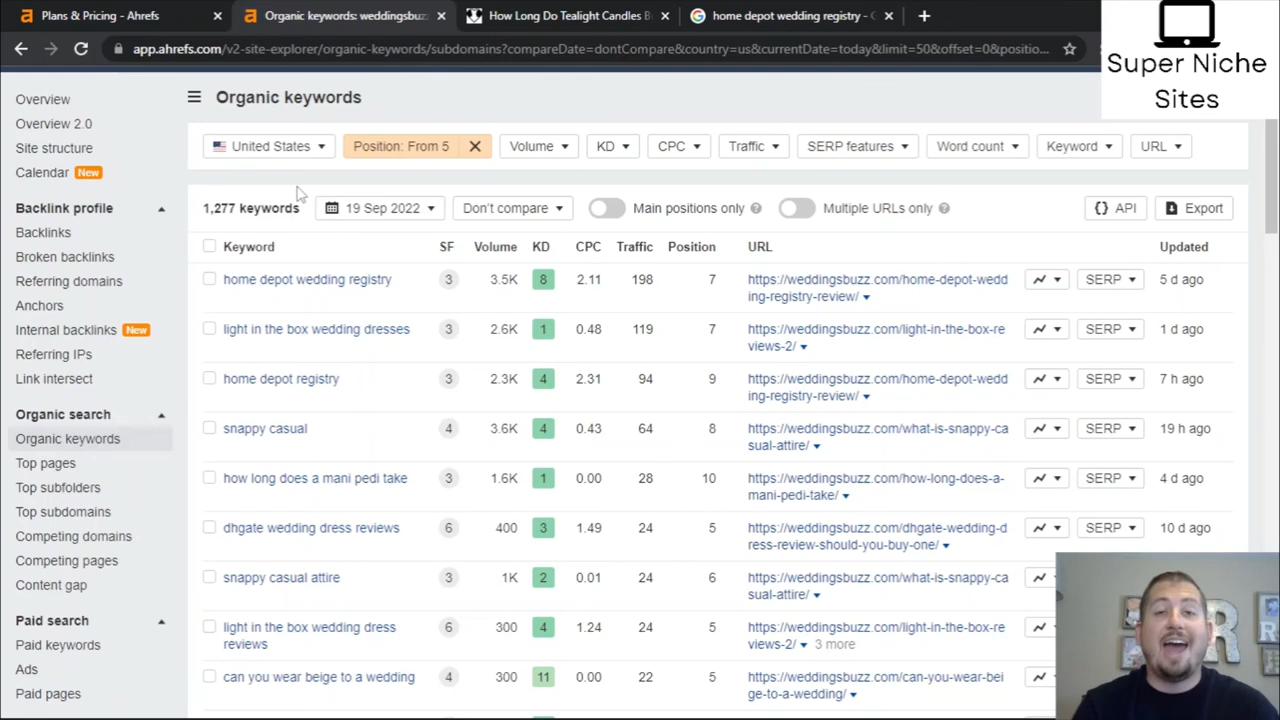 Plans & Pricing - Ahrefs
Organic keywords: weddingsbuz
How Long Do Tealight Candles B
home depot wedding registry - G
app.ahrefs.com/v2-site-explorer/organic-keywords/subdomains?compareDate=dontCompare&country=us&currentDate=today&limit=50&offset=0&positio...
Super Niche
Sites
Overview
Overview 2.0
Site structure
Calendar New
Backlink profile
Backlinks
Broken backlinks
Referring domains
Anchors
Internal backlinks New
Referring IPs
Link intersect
Organic search
Organic keywords
Top pages
Top subfolders
Top subdomains
Competing domains
Competing pages
Content gap
Paid search
Paid keywords
Ads
Paid pages
Organic keywords
United States Position: From 5 Volume KD CPC Traffic SERP features Word count Keyword URL
1,277 keywords 19 Sep 2022 Don't compare Main positions only Multiple URLs only API Export
Keyword SF Volume KD CPC Traffic Position URL Updated
home depot wedding registry 3 3.5K 8 2.11 198 7 https://weddingsbuzz.com/home-depot-wedd SERP 5 d ago
ing-registry-review/
light in the box wedding dresses 3 2.6K 1 0.48 119 7 https://weddingsbuzz.com/light-in-the-box-re SERP 1 d ago
views-2/
home depot registry 3 2.3K 4 2.31 94 9 https://weddingsbuzz.com/home-depot-wedd SERP 7 h ago
ing-registry-review/
snappy casual 4 3.6K 4 0.43 64 8 https://weddingsbuzz.com/what-is-snappy-ca SERP 19 h ago
sual-attire/
how long does a mani pedi take 3 1.6K 1 0.00 28 10 https://weddingsbuzz.com/how-long-does-a- SERP 4 d ago
mani-pedi-take/
dhgate wedding dress reviews 6 400 3 1.49 24 5 https://weddingsbuzz.com/dhgate-wedding-d SERP 10 d ago
ress-review-should-you-buy-one/
snappy casual attire 3 1K 2 0.01 24 6 https://weddingsbuzz.com/what-is-snappy-ca
sual-attire/
light in the box wedding dress 6 300 4 1.24 24 5 https://weddingsbuzz.com/light-in-the-box-re
reviews views-2/ 3 more
can you wear beige to a wedding 4 300 11 0.00 22 5 https://weddingsbuzz.com/can-you-wear-bei
ge-to-a-wedding/